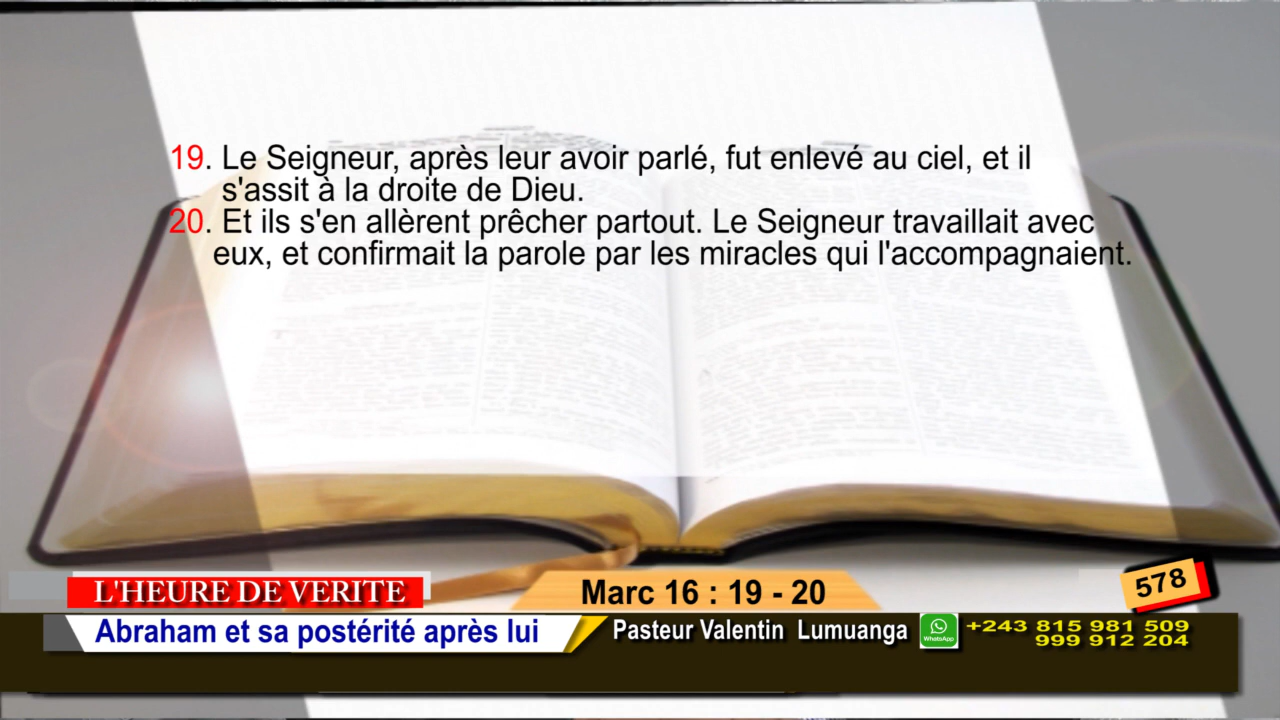 19. Le Seigneur, après leur avoir parlé, fut enlevé au ciel, et il
s'assit à la droite de Dieu.
20. Et ils s'en allèrent prêcher partout. Le Seigneur travaillait avec
eux, et confirmait la parole par les miracles qui l'accompagnaient.
L'HEURE DE VERITE
Marc 16 : 19 - 20
578
Abraham et sa postérité après lui
Pasteur Valentin Lumuanga
WhatsApp
+243 815 981 509
999 912 204